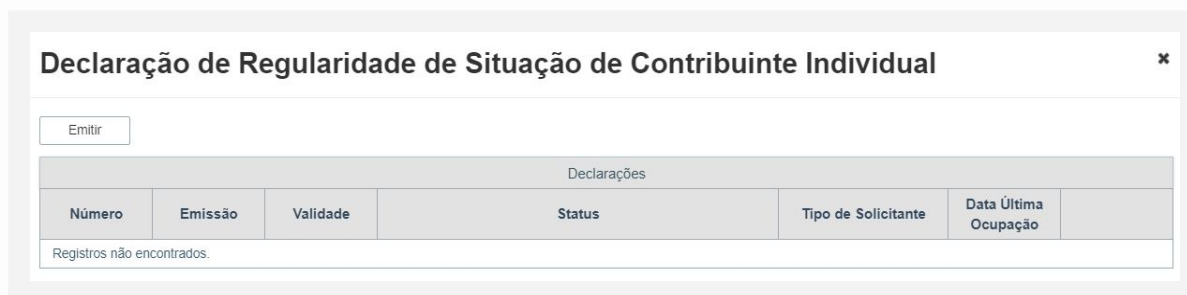 Declaração de Regularidade de Situação de Contribuinte Individual
Emitir
Declarações
Número Emissão Validade Status Tipo de Solicitante Data Última
Ocupação
Registros não encontrados.